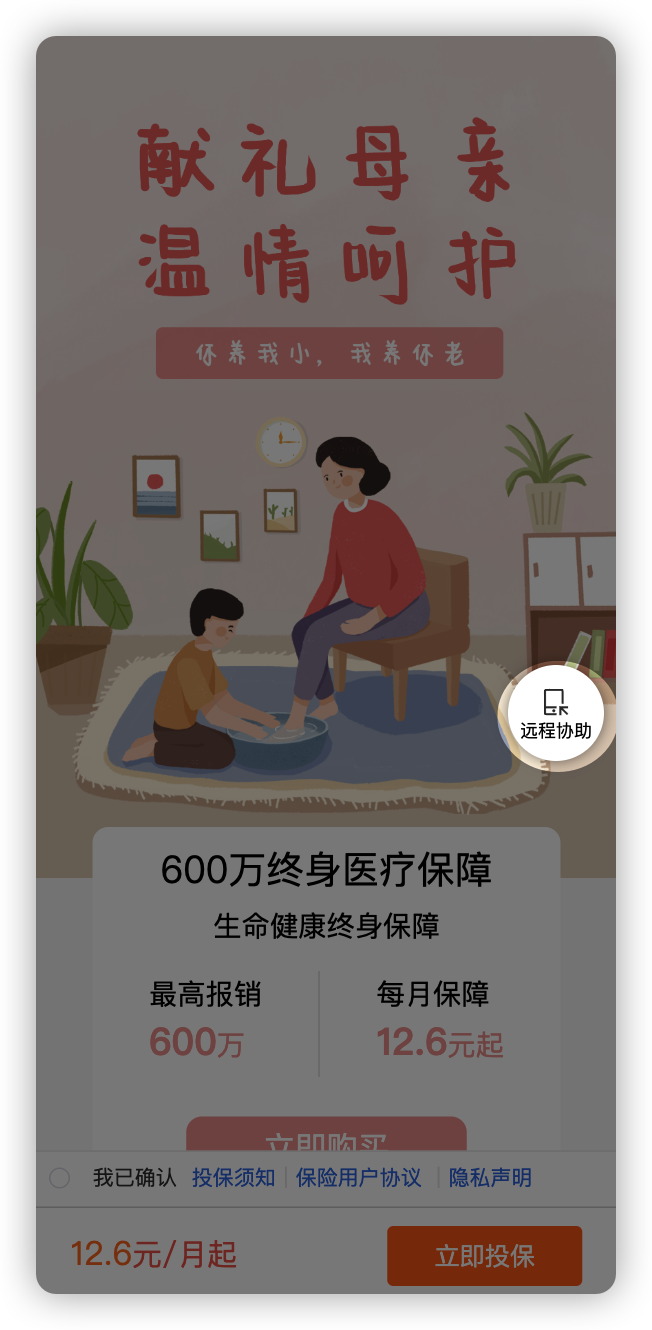 献礼母亲
温情呵护
你养我小，我养你老
远程协助
600万终身医疗保障
生命健康终身保障
最高报销 每月保障
600万 12.6元起
立即购买
我已确认 投保须知 保险用户协议 隐私声明
12.6元/月起 立即投保